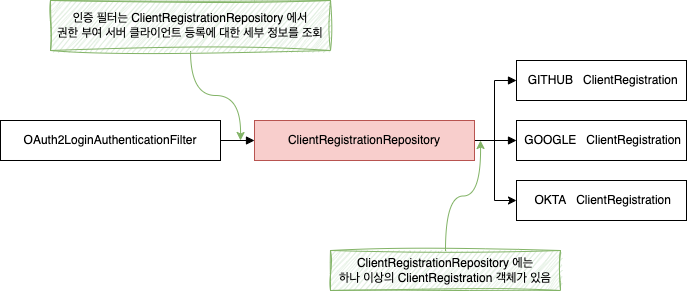 인증 필터는 ClientRegistrationRepository 에서
권한 부여 서버 클라이언트 등록에 대한 세부 정보를 조회
GITHUB ClientRegistration
OAuth2LoginAuthenticationFilter
ClientRegistrationRepository
GOOGLE ClientRegistration
OKTA ClientRegistration
ClientRegistrationRepository 에는
하나 이상의 ClientRegistration 객체가 있음